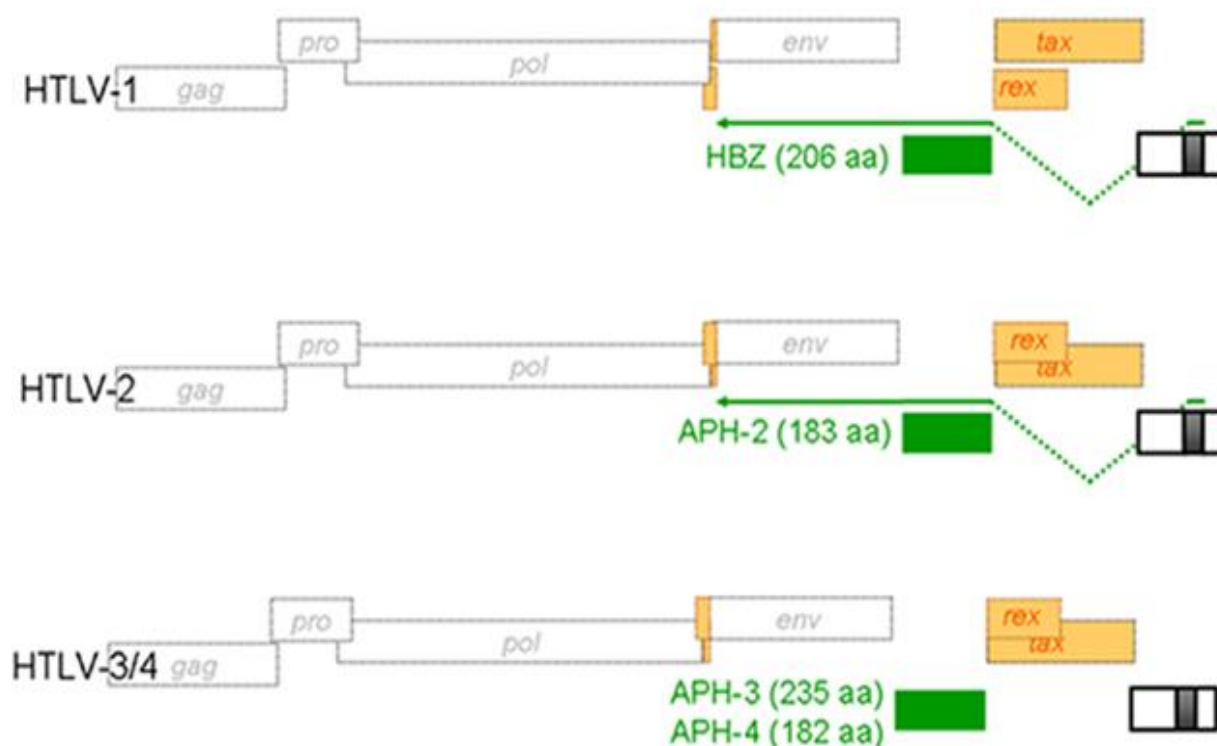 pro
env
tax
pol
HTLV-1
gag
rex
HBZ (206 aa)
pro
env
rex
pol
tax
HTLV-2
gag
APH-2 (183 aa)
pro
env
rex
pol
tax
HTLV-3/4
gag
APH-3 (235 aa)
APH-4 (182 aa)